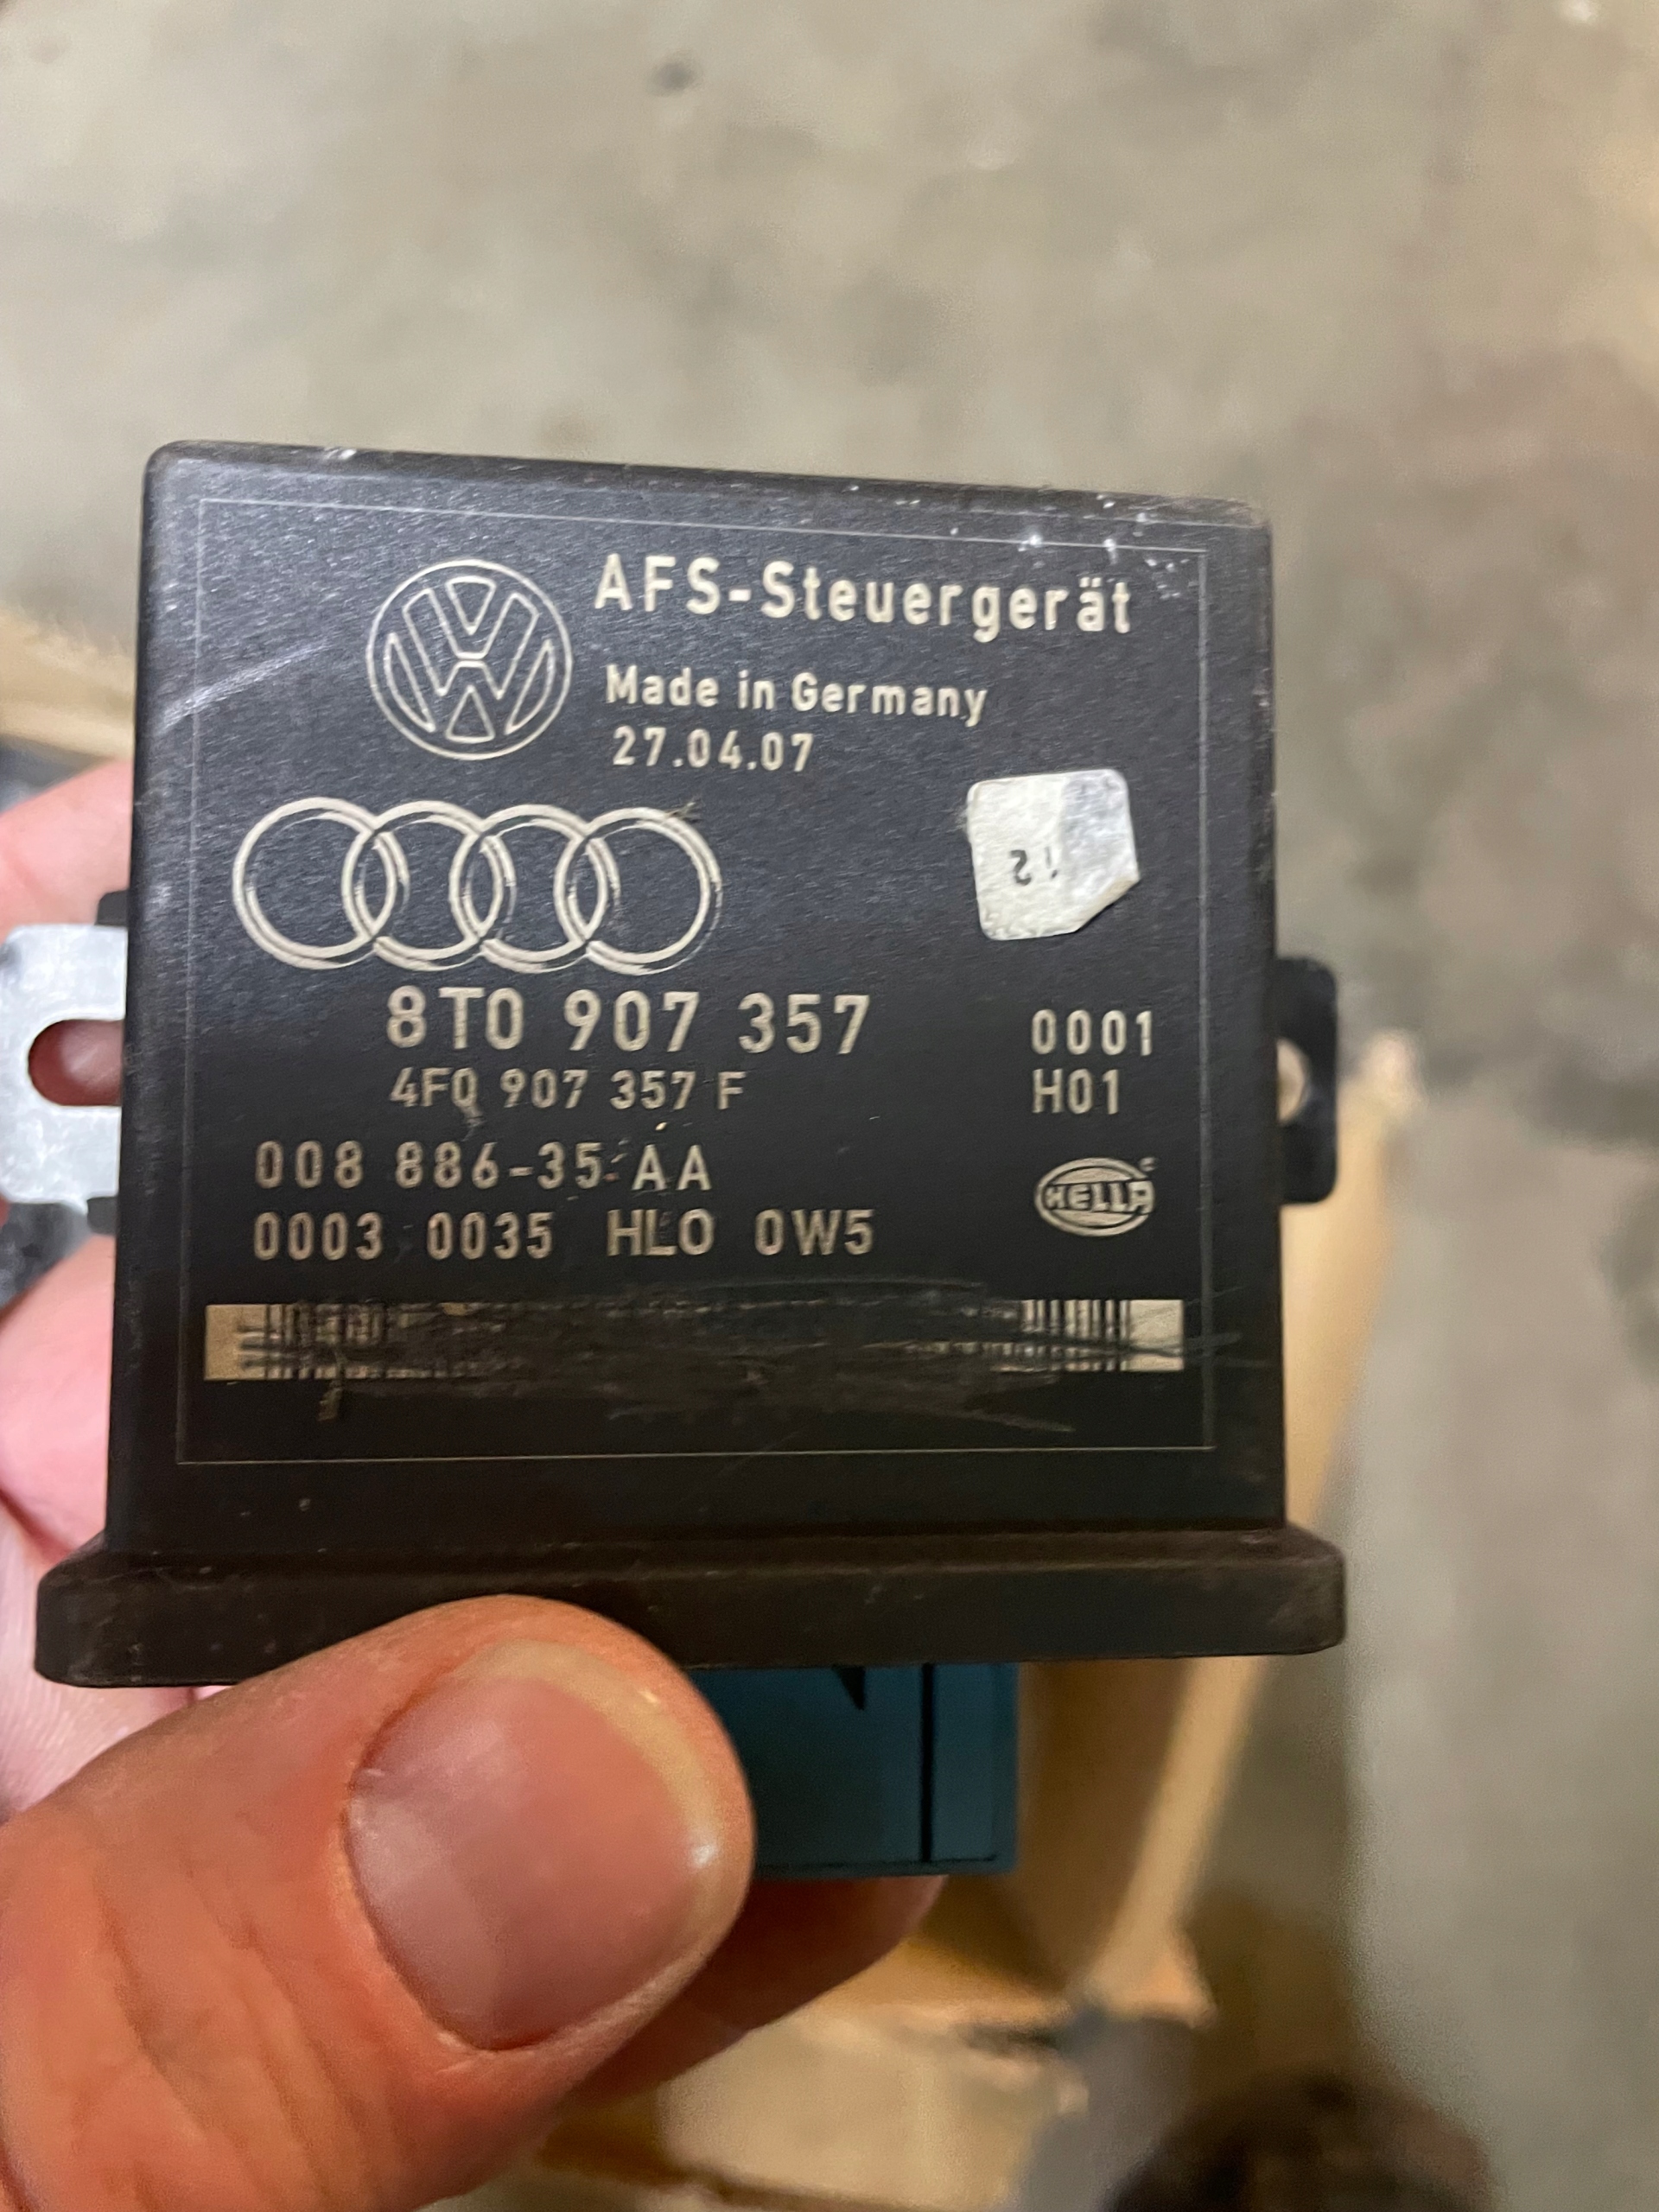 AFS-Steuergerät
Made in Germany
27.04.07
8T0 907 357 0001
4F0 907 357 F H01
008 886-35 AA
HELLA
0003 0035 HLO 0W5